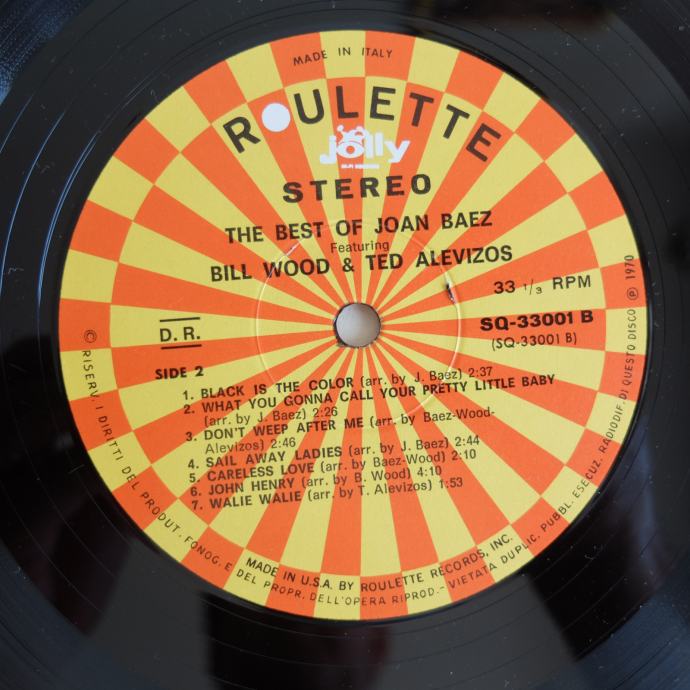 MADE IN ITALY
ROULETTE
jolly
STEREO
THE BEST OF JOAN BAEZ
Featuring
BILL WOOD & TED ALEVIZOS
33 1/3 RPM
D. R.
SQ-33001 B
(SQ-33001 B)
SIDE 2
1. BLACK IS THE COLOR (arr. by J. Baez) 2:37
2. WHAT YOU GONNA CALL YOUR PRETTY LITTLE BABY
(arr. by J. Baez) 2:26
3. DON'T WEEP AFTER ME (arr. by Baez-Wood-
Alevizos) 2:46
4. SAIL AWAY LADIES (arr. by J. Baez) 2:44
5. CARELESS LOVE (arr. by Baez-Wood) 2:10
6. JOHN HENRY (arr. by B. Wood) 4:10
7. WALIE WALIE (arr. by T. Alevizos) 1:53
MADE IN U.S.A. BY ROULETTE RECORDS, INC.
© RISERV. I DIRITTI DEL PRODUT. FONOG. E DEL PROPR. DELL'OPERA RIPROD.- VIETATA DUPLIC. PUBBL. ESECUZ. RADIODIF. DI QUESTO DISCO ℗ 1970